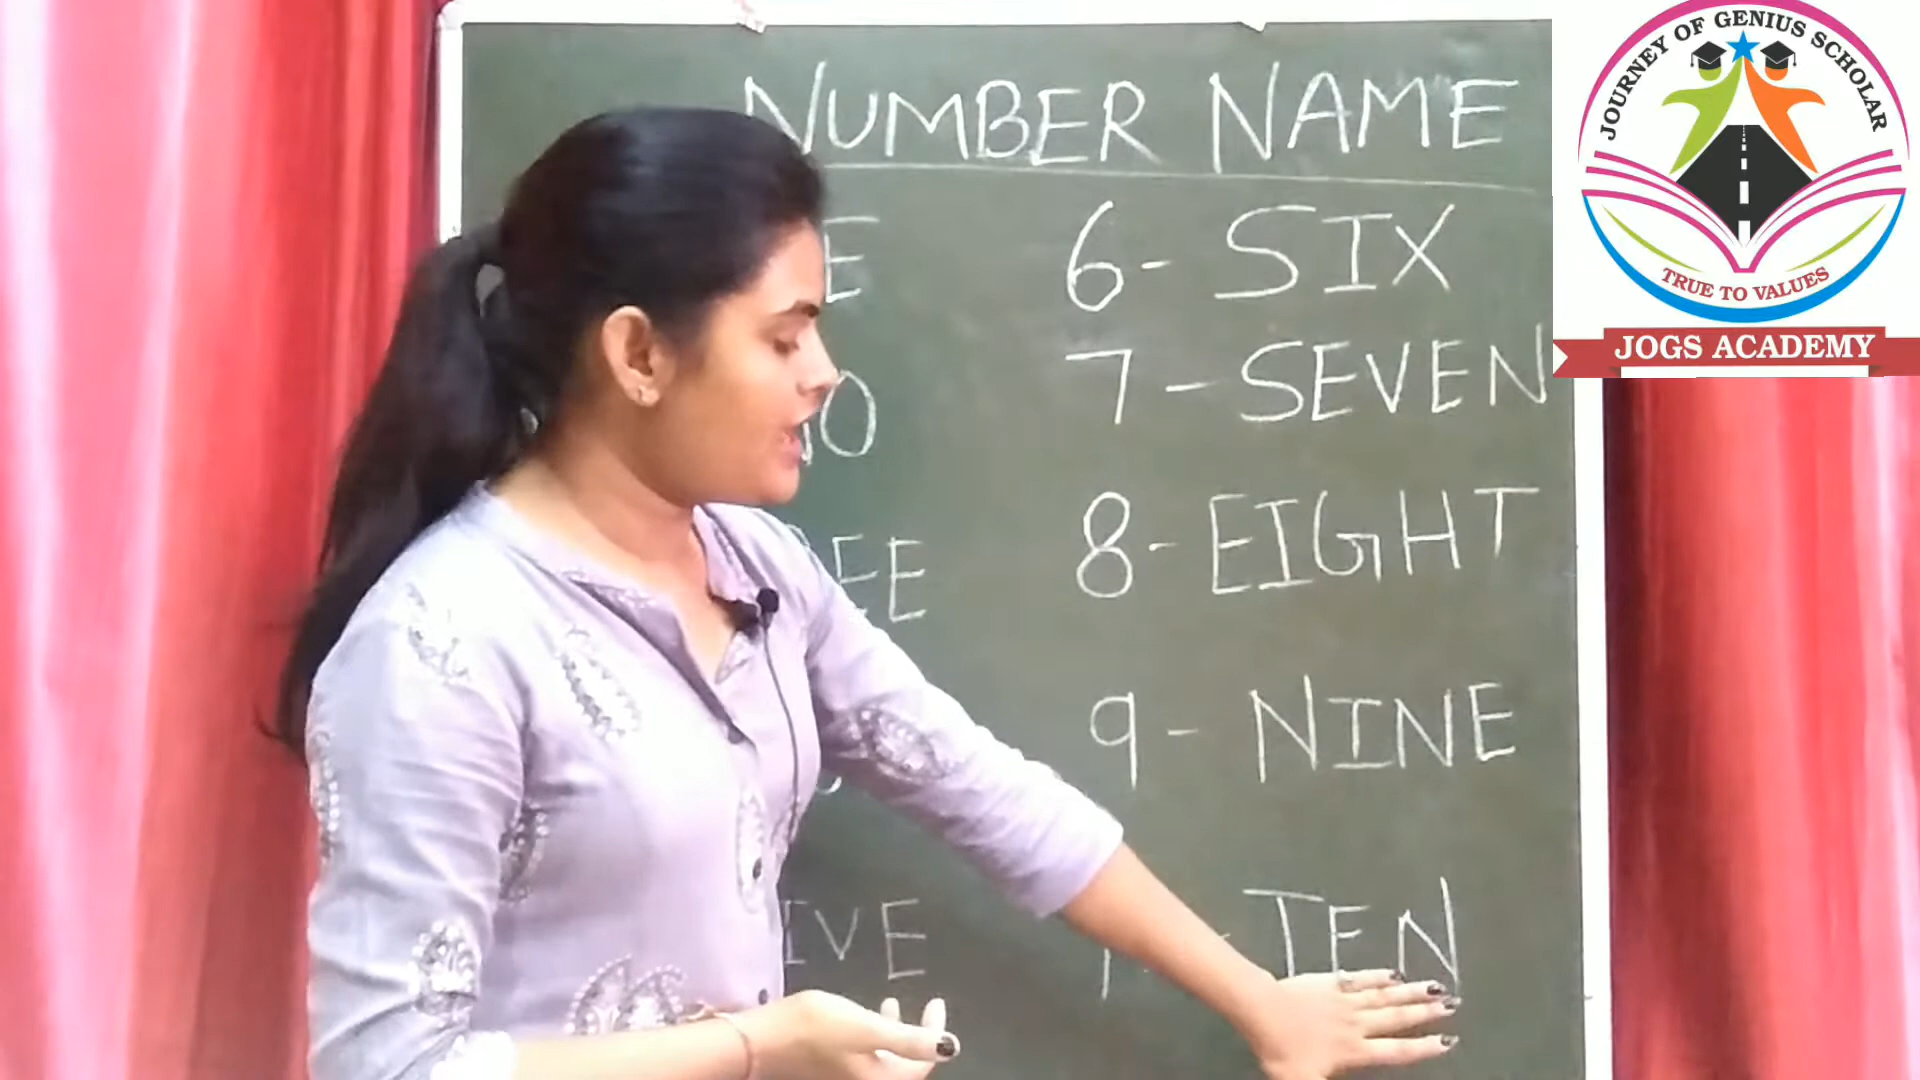 NUMBER NAME
6 - SIX
7 - SEVEN
8 - EIGHT
9 - NINE
TEN
JOURNEY OF GENIUS SCHOLAR
TRUE TO VALUES
JOGS ACADEMY